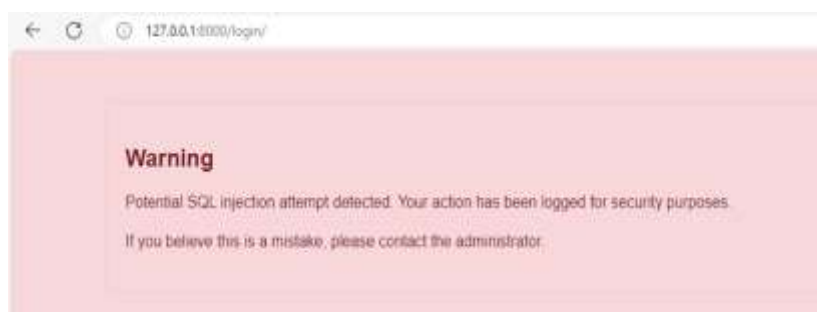 127.0.0.1:8000/login/
Warning
Potential SQL injection attempt detected. Your action has been logged for security purposes.
If you believe this is a mistake, please contact the administrator.